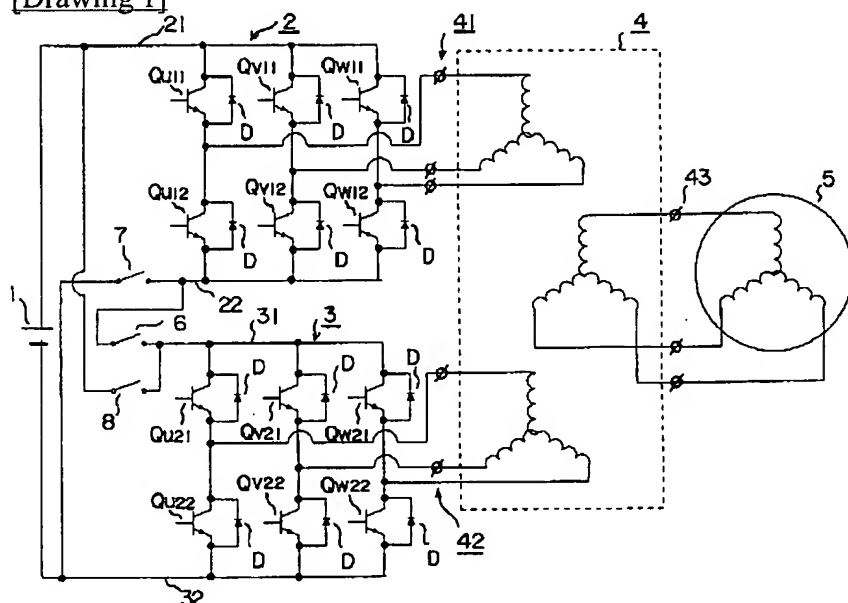 [Drawing 1]
21 2 41 4
QU11 QV11 QW11
D D D
43 5
QU12 QV12 QW12
7 D D D
1 22
6 31 3
D D D
8
QU21 QV21 QW21
QU22 QV22 QW22
D D D 42
32